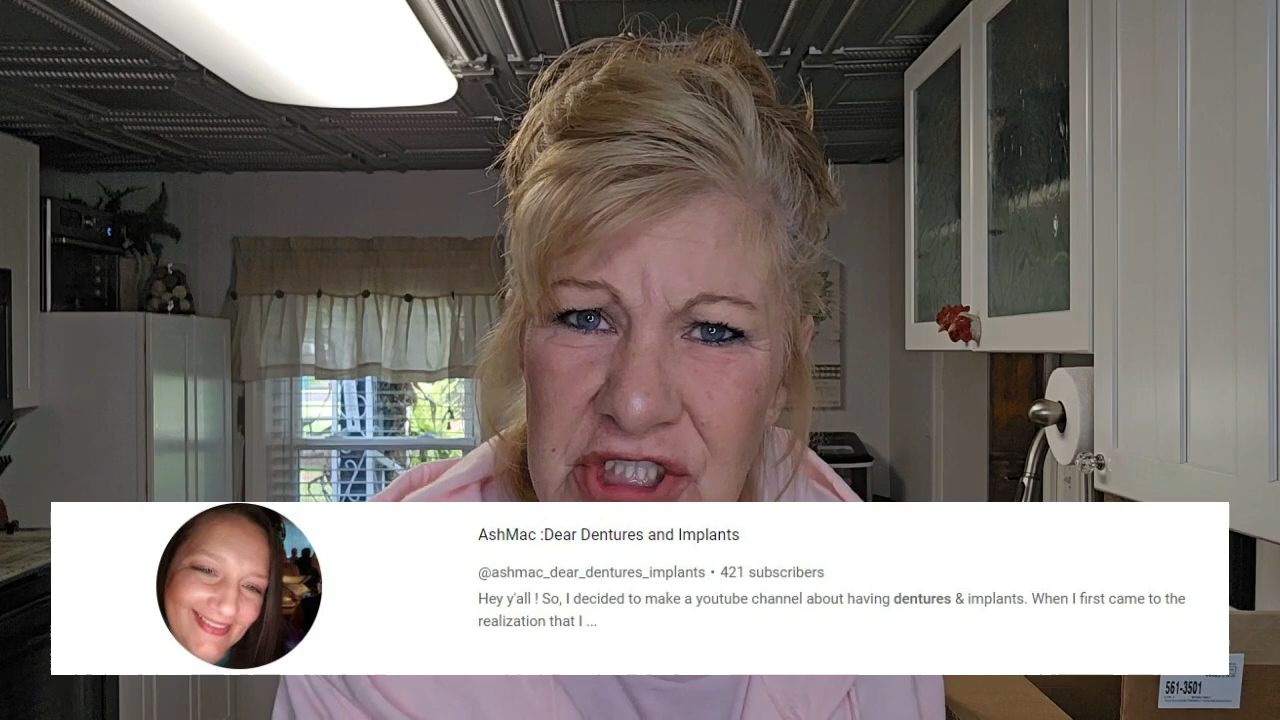 AshMac :Dear Dentures and Implants
@ashmac_dear_dentures_implants • 421 subscribers
Hey y'all ! So, I decided to make a youtube channel about having dentures & implants. When I first came to the
realization that I ...
561-3501